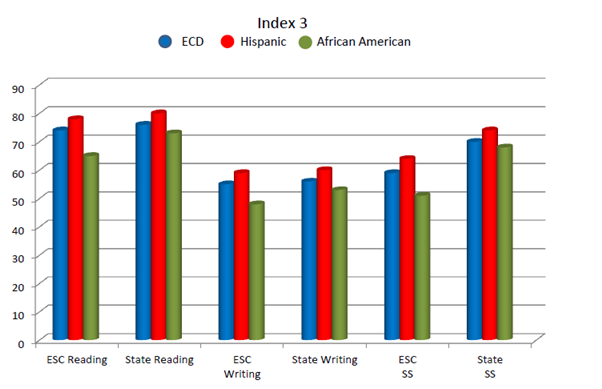 Index 3
ECD Hispanic African American
90
80
70
60
50
40
30
20
10
0
ESC Reading State Reading ESC State Writing ESC State
Writing SS SS